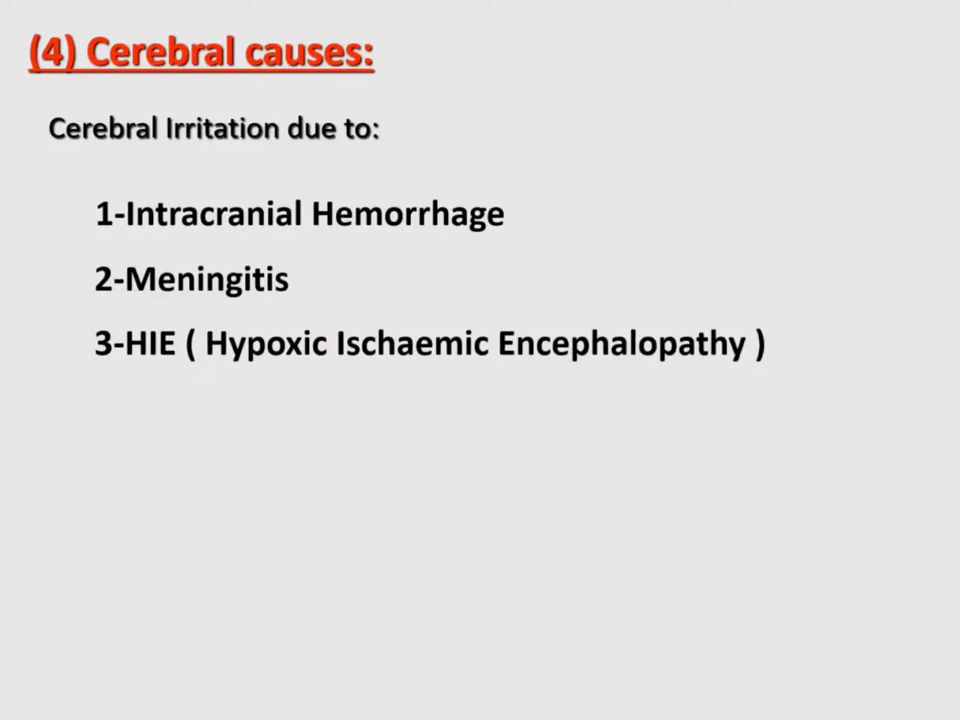 (4) Cerebral causes:
Cerebral Irritation due to:
1-Intracranial Hemorrhage
2-Meningitis
3-HIE ( Hypoxic Ischaemic Encephalopathy )